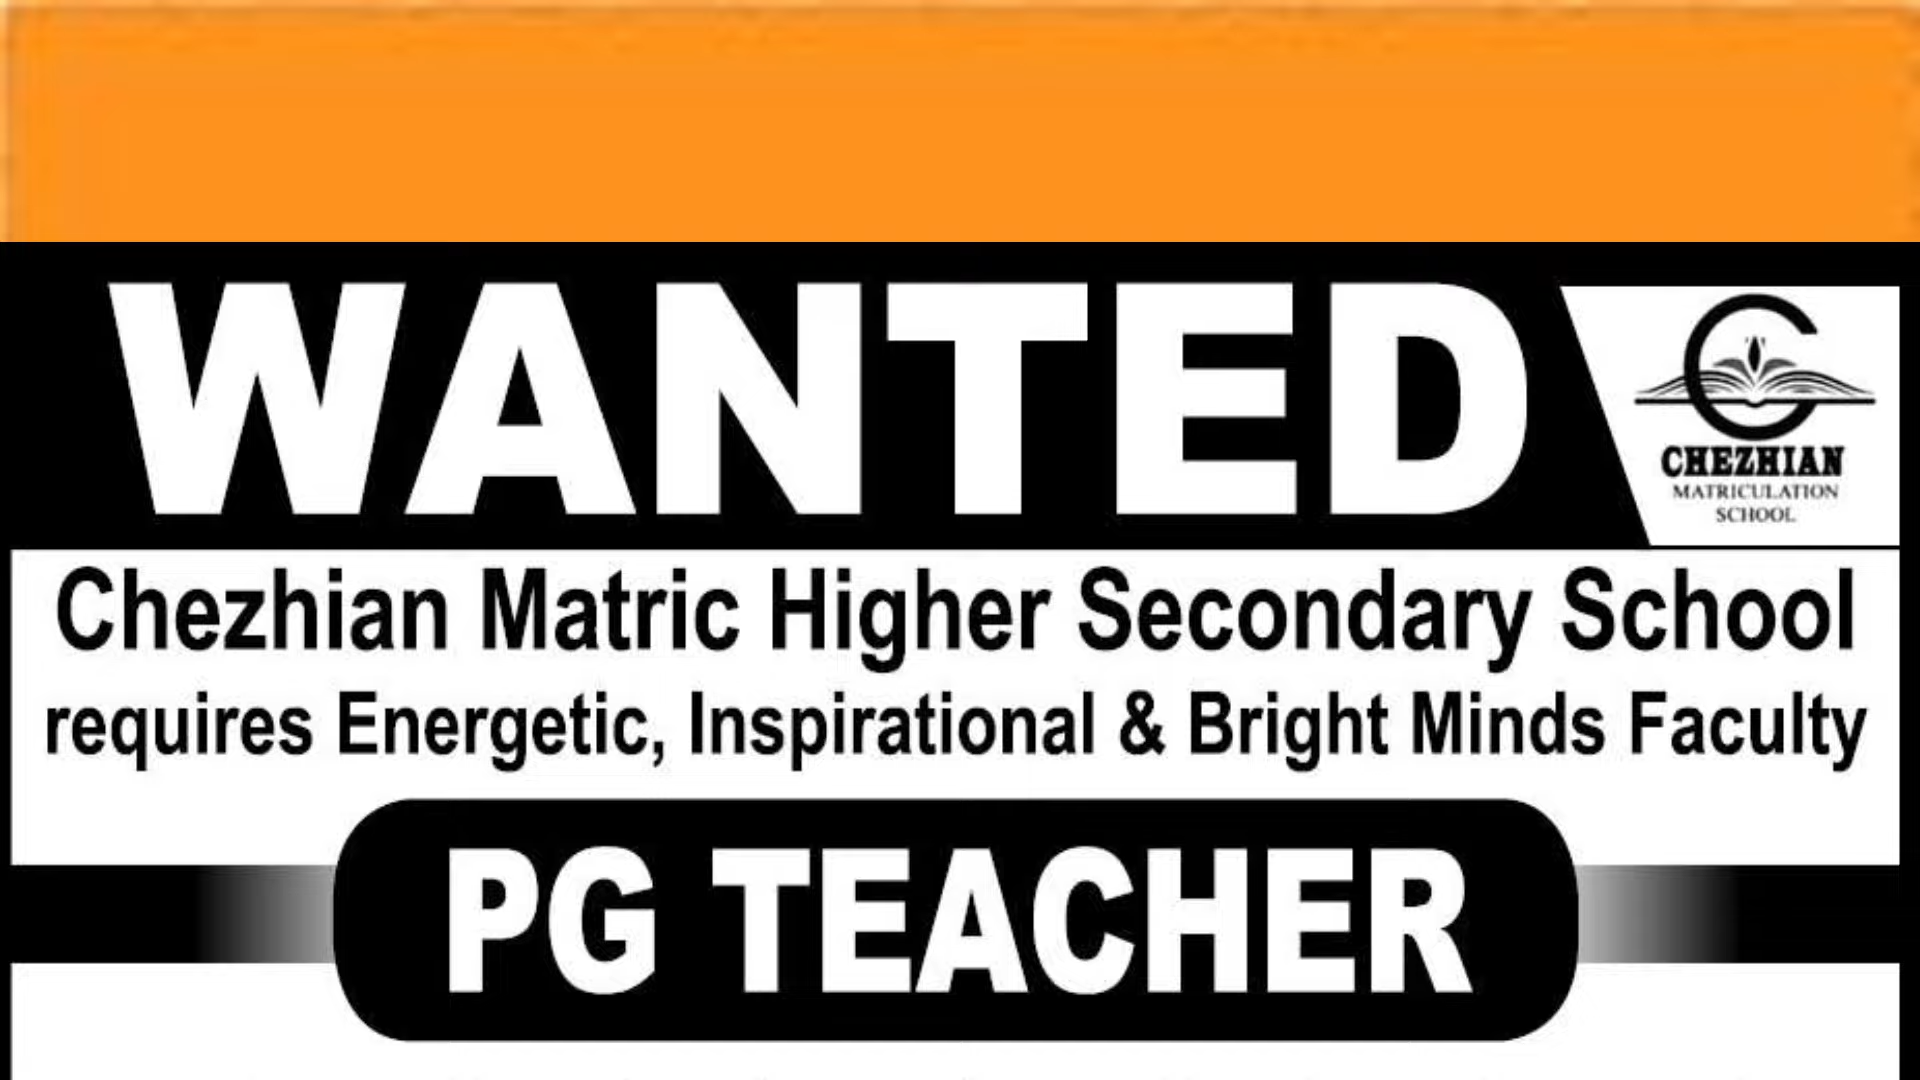 WANTED
CHEZHIAN
MATRICULATION
SCHOOL
Chezhian Matric Higher Secondary School
requires Energetic, Inspirational & Bright Minds Faculty
PG TEACHER